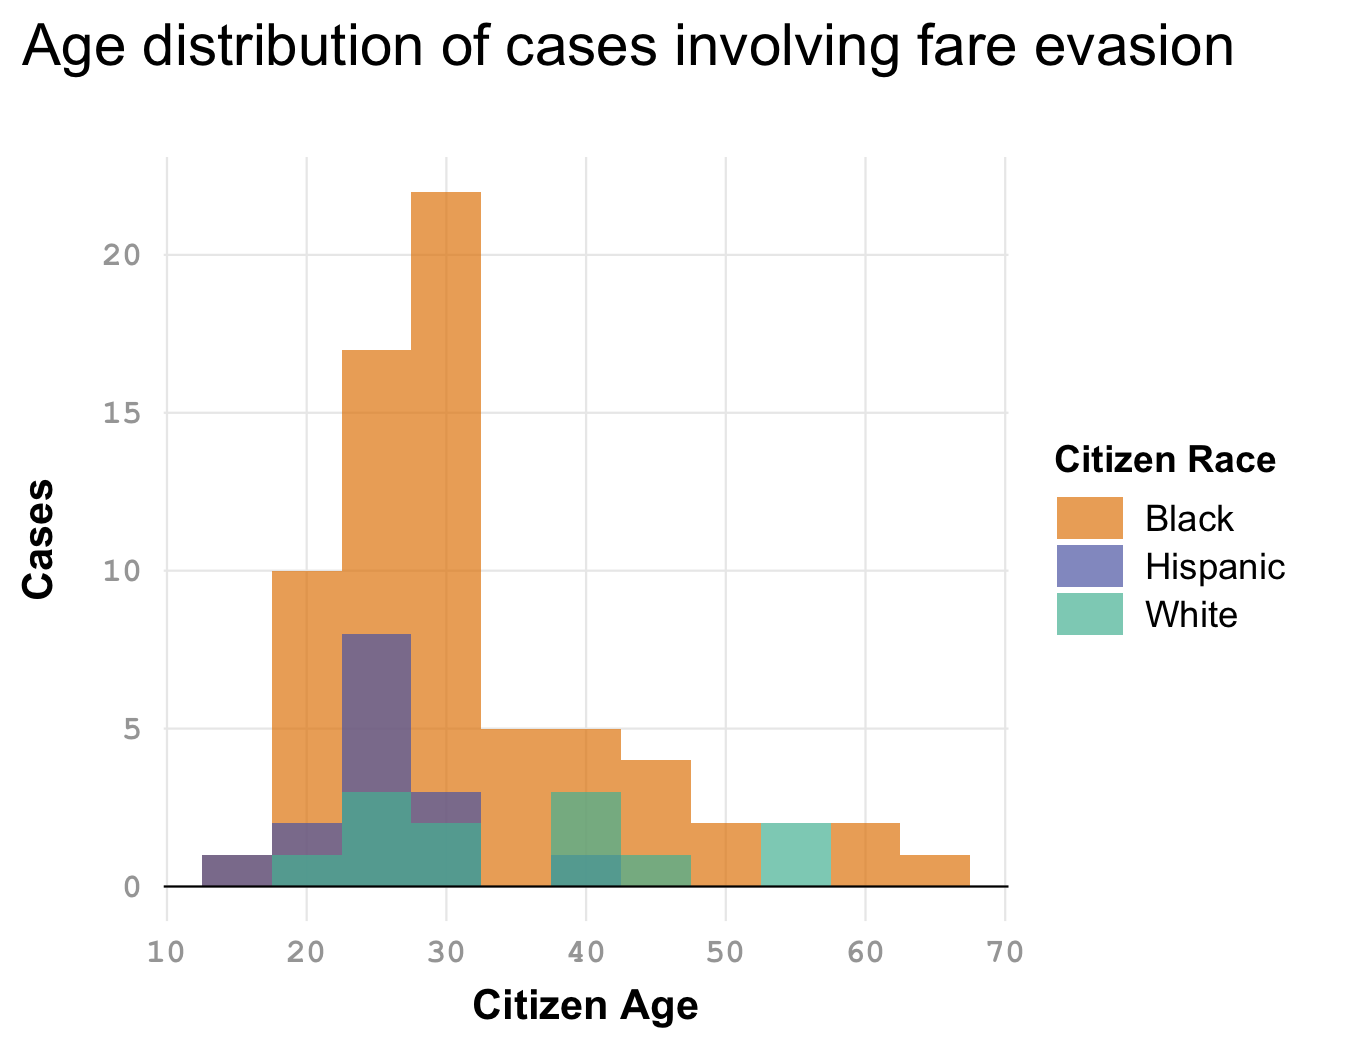 Age distribution of cases involving fare evasion
20
15
10
5
0
Cases
10 20 30 40 50 60 70
Citizen Age
Citizen Race
Black
Hispanic
White